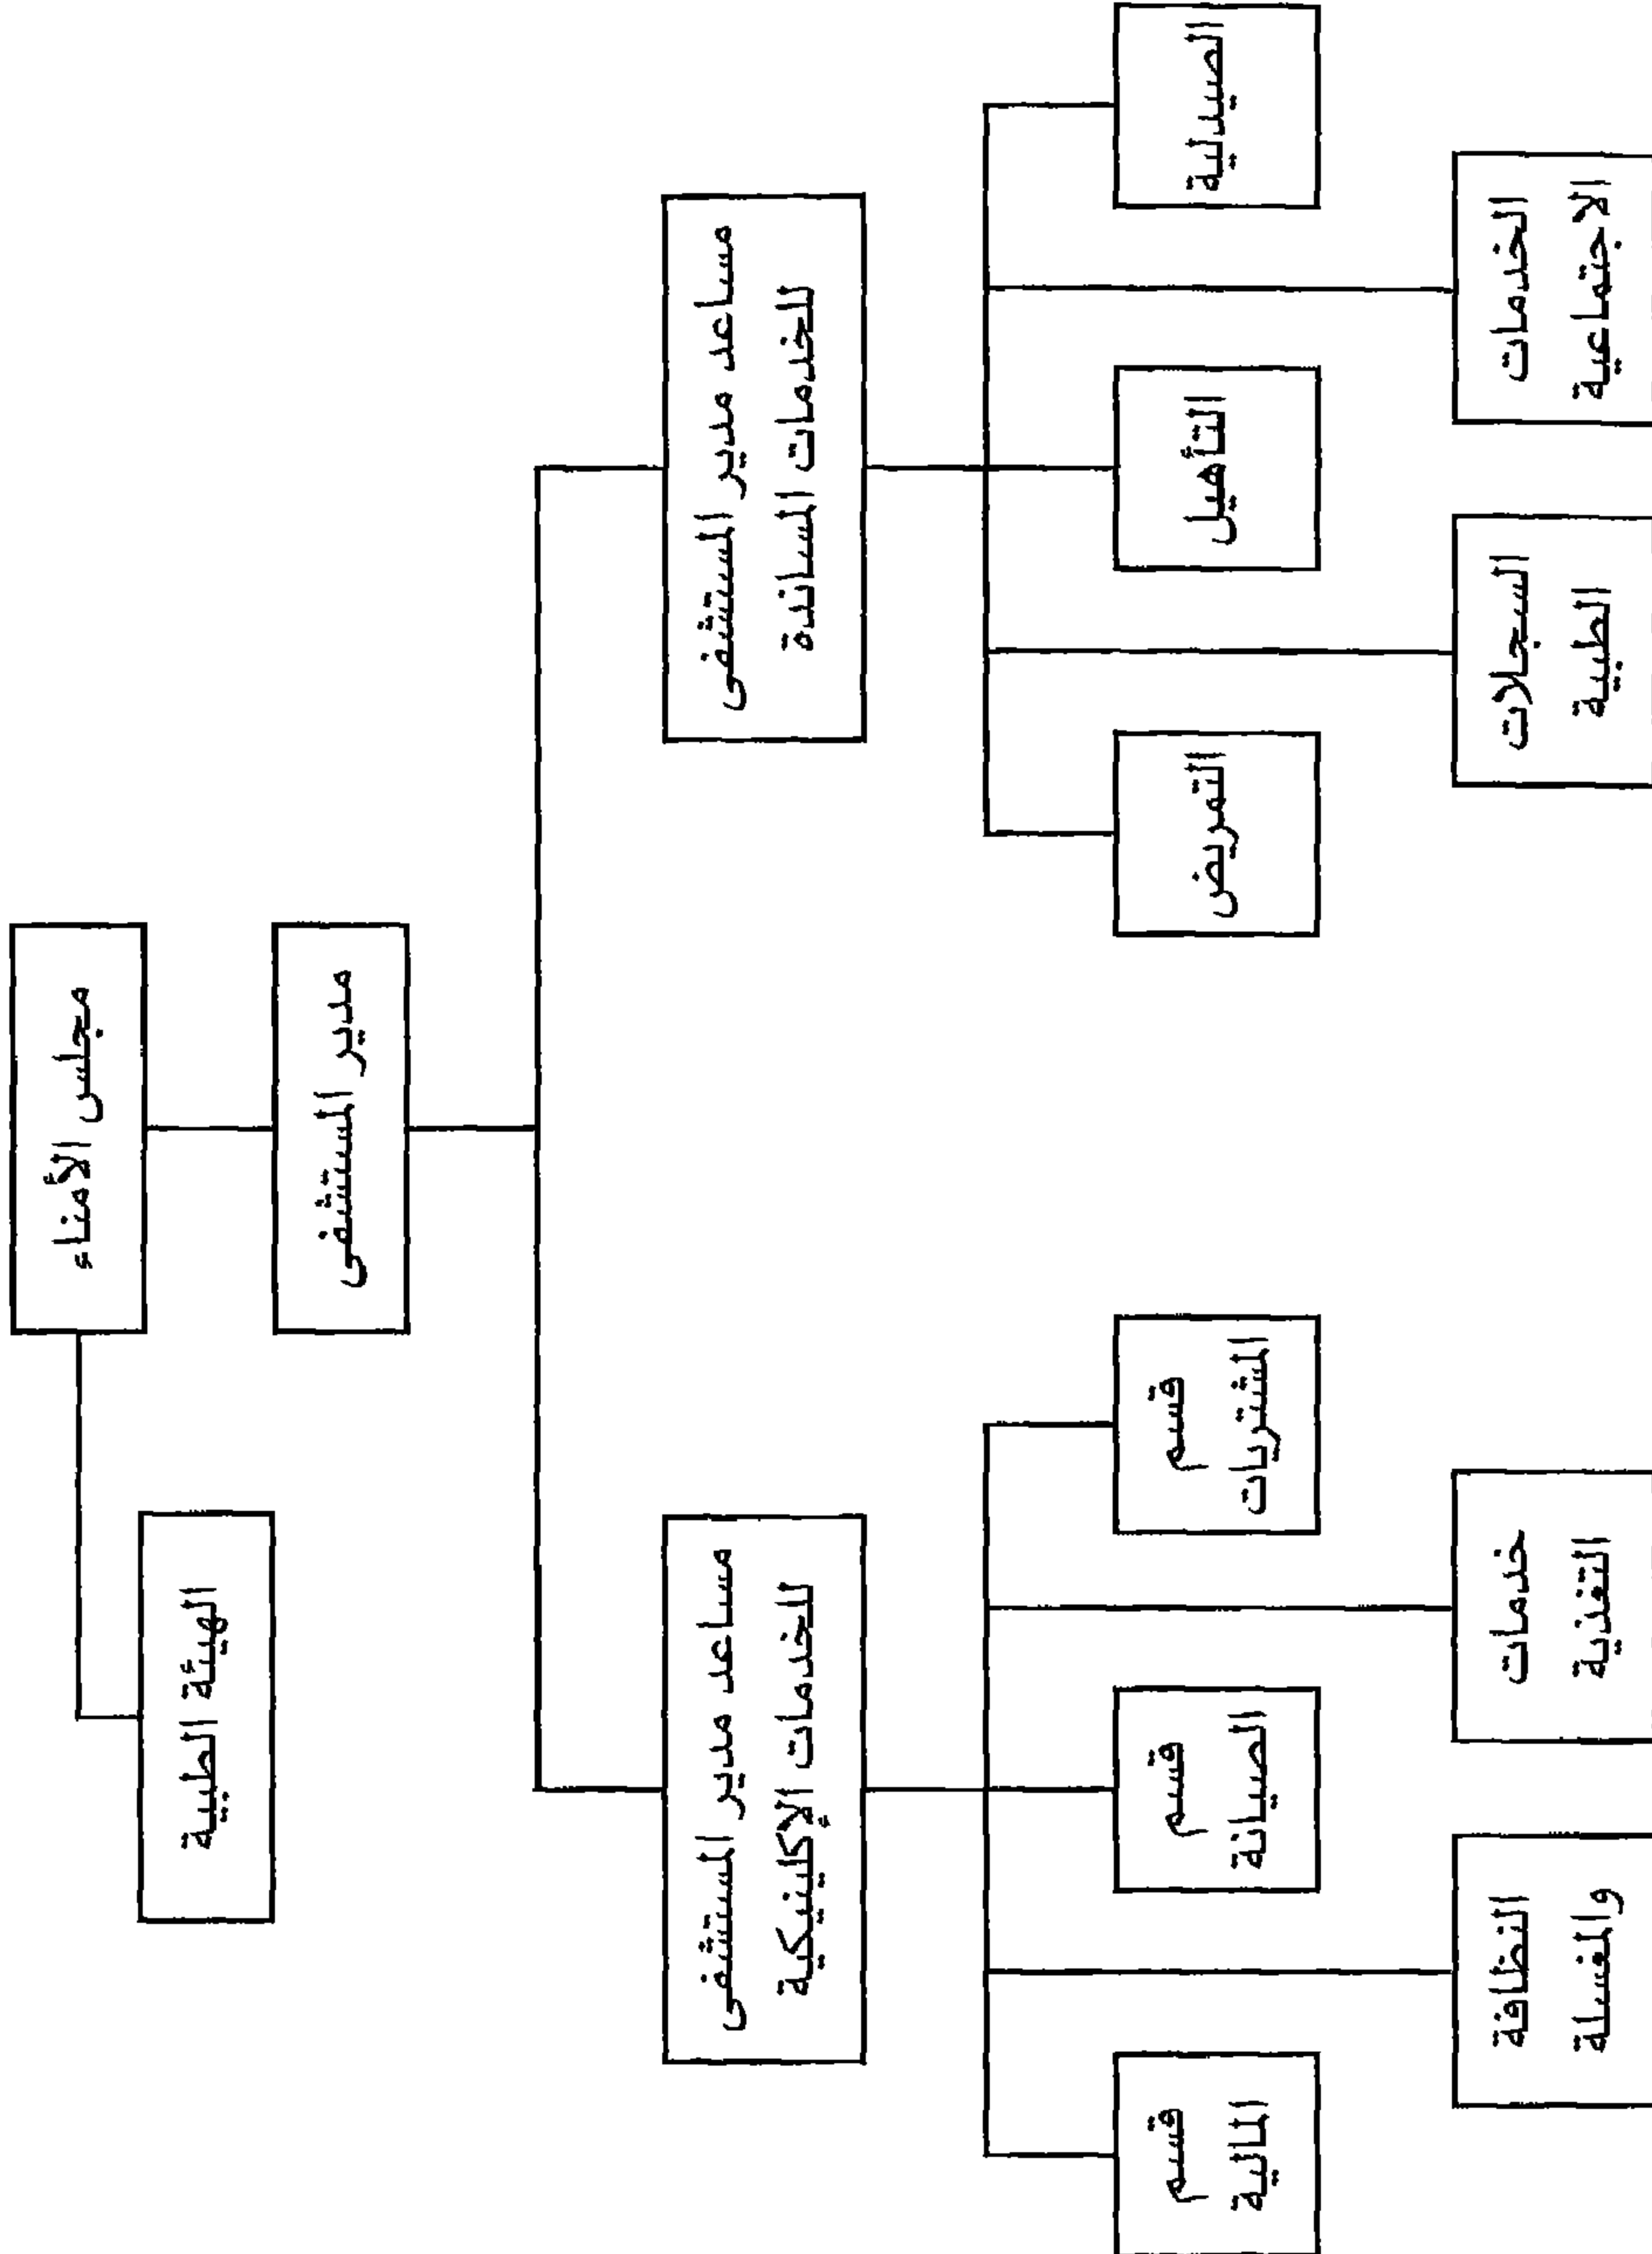 مجلس الأمناء
الهيئة الطبية
مدير المستشفى
مساعد مدير المستشفى
للخدمات المساندة
مساعد مدير المستشفى
للخدمات الإكلينيكية
الصيدلية
التأهيل
التمريض
قسم
المشتريات
قسم
الصيانة
قسم
المالية
الخدمات
الاجتماعية
السجلات
الطبية
خدمات
التغذية
النظافة
والمغسلة